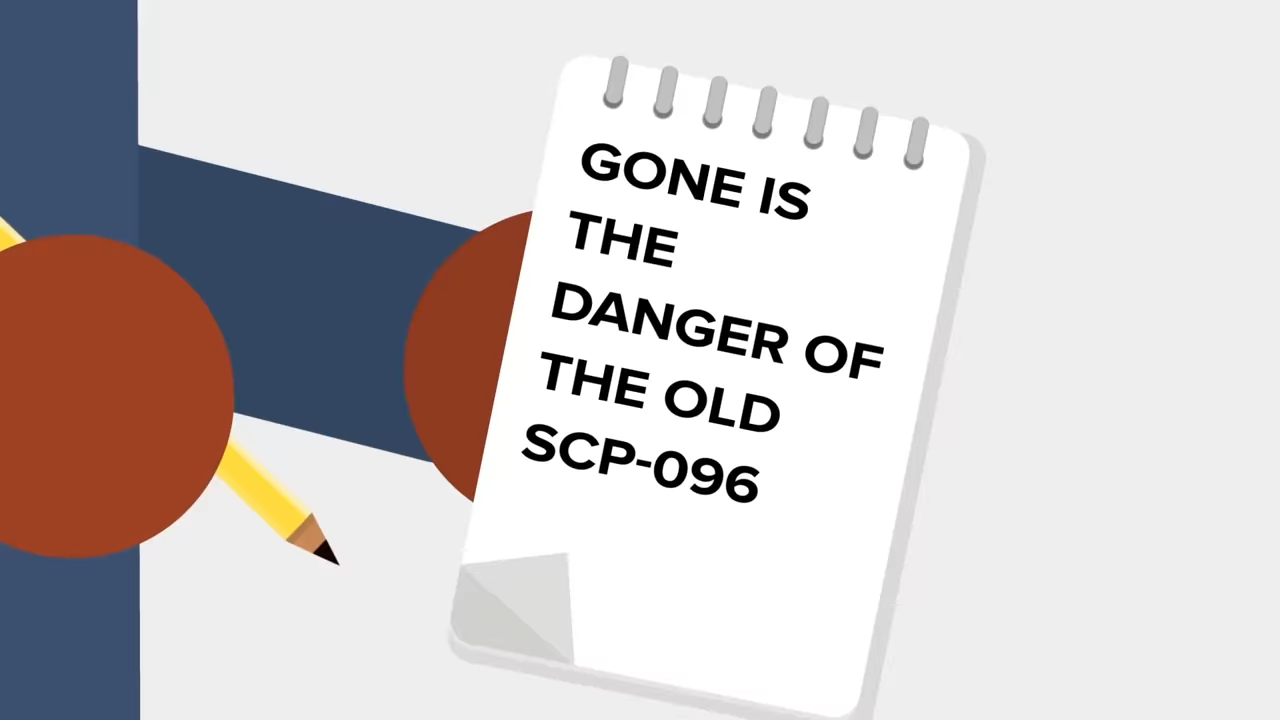 GONE IS
THE
DANGER OF
THE OLD
SCP-096